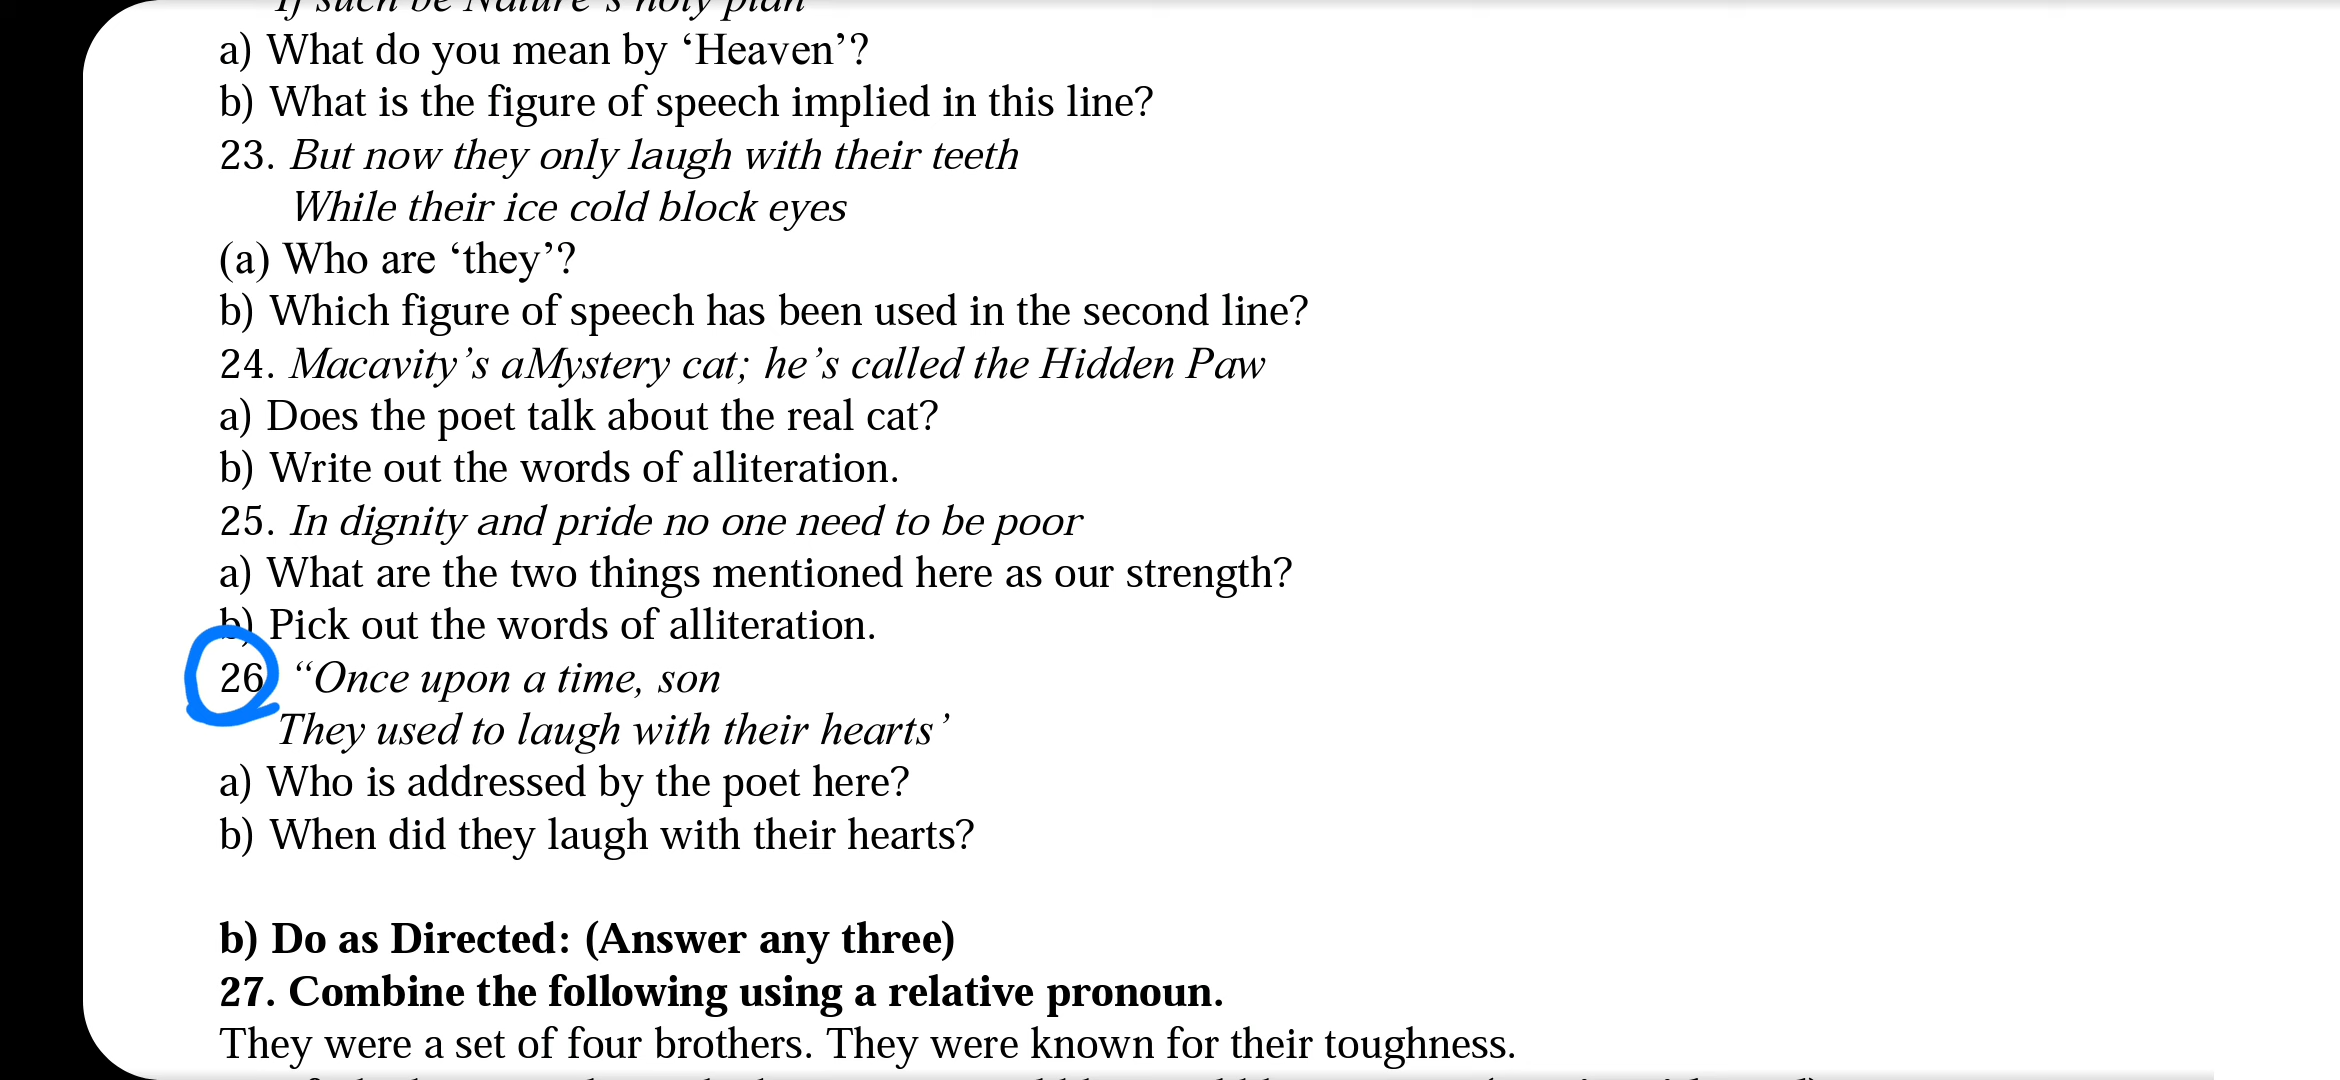 If such be Nature's holy plan
a) What do you mean by ‘Heaven’?
b) What is the figure of speech implied in this line?
23. But now they only laugh with their teeth
While their ice cold block eyes
(a) Who are ‘they’?
b) Which figure of speech has been used in the second line?
24. Macavity’s aMystery cat; he’s called the Hidden Paw
a) Does the poet talk about the real cat?
b) Write out the words of alliteration.
25. In dignity and pride no one need to be poor
a) What are the two things mentioned here as our strength?
b) Pick out the words of alliteration.
26. “Once upon a time, son
They used to laugh with their hearts’
a) Who is addressed by the poet here?
b) When did they laugh with their hearts?
b) Do as Directed: (Answer any three)
27. Combine the following using a relative pronoun.
They were a set of four brothers. They were known for their toughness.